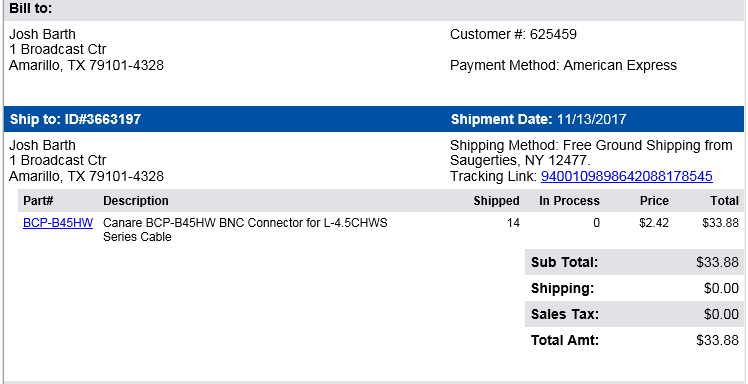 Bill to:
Josh Barth
1 Broadcast Ctr
Amarillo, TX 79101-4328
Customer #: 625459
Payment Method: American Express
Ship to: ID#3663197 Shipment Date: 11/13/2017
Josh Barth
1 Broadcast Ctr
Amarillo, TX 79101-4328
Shipping Method: Free Ground Shipping from
Saugerties, NY 12477.
Tracking Link: 9400109898642088178545
Part# Description Shipped In Process Price Total
BCP-B45HW Canare BCP-B45HW BNC Connector for L-4.5CHWS 14 0 $2.42 $33.88
Series Cable
Sub Total: $33.88
Shipping: $0.00
Sales Tax: $0.00
Total Amt: $33.88